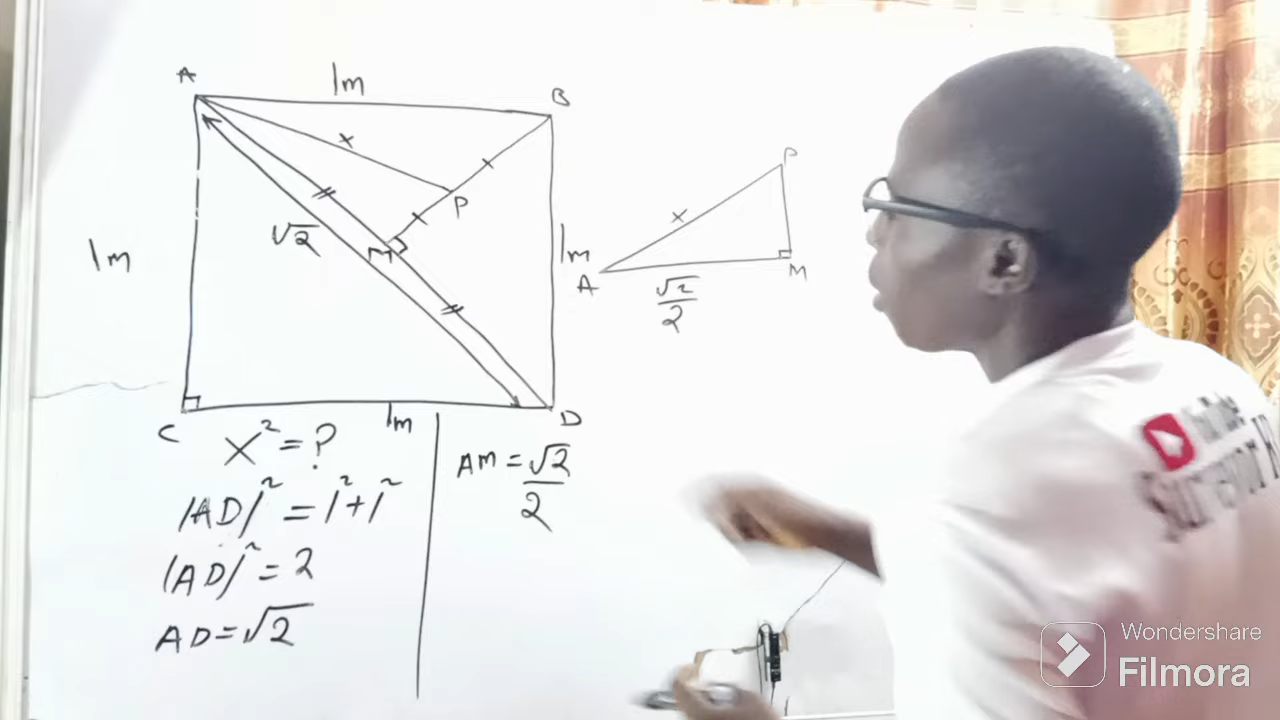 A
1m
B
x
P
√2
M
1m
1m
C
1m
D
P
x
A
M
√2/2
x² = ?
|AD|² = 1² + 1²
|AD|² = 2
AD = √2
AM = √2/2
Wondershare
Filmora